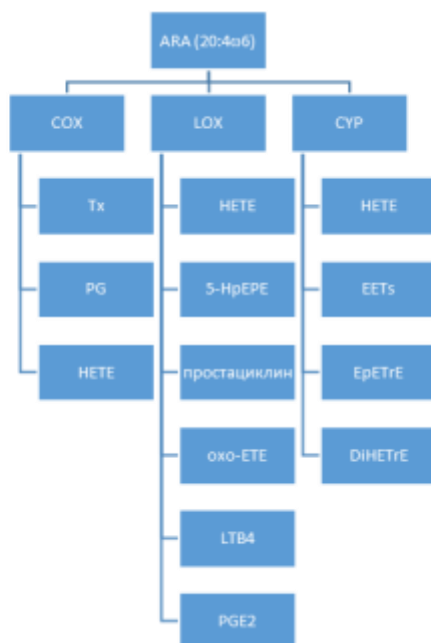 ARA (20:4ω6)
COX
LOX
CYP
Tx
PG
HETE
HETE
5-HpEPE
простациклин
oxo-ETE
LTB4
PGE2
HETE
EETs
EpETrE
DiHETrE